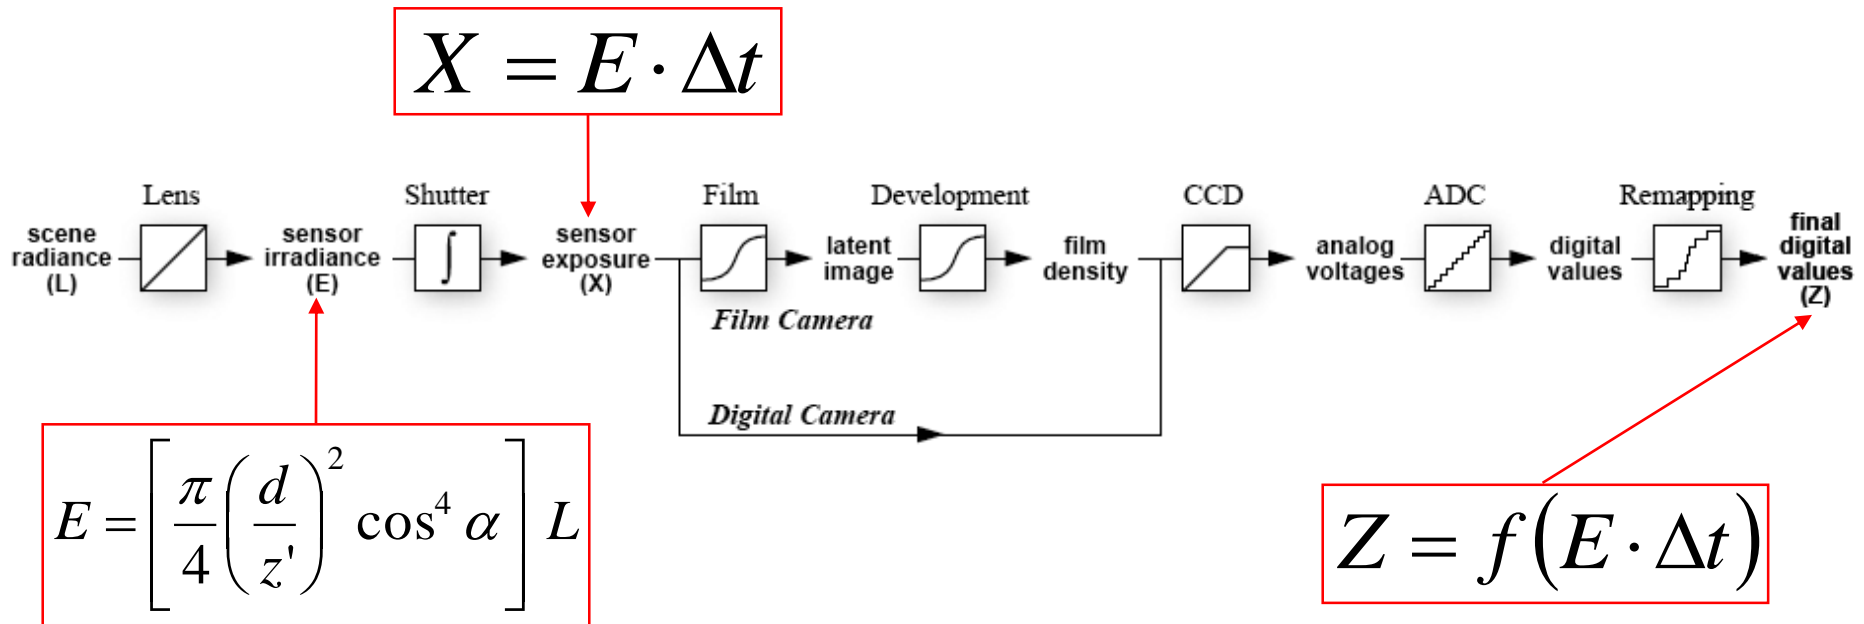 X = E · Δt
Lens
Shutter
Film
Development
CCD
ADC
Remapping
scene
radiance
(L)
sensor
irradiance
(E)
∫
sensor
exposure
(X)
latent
image
film
density
analog
voltages
digital
values
final
digital
values
(Z)
Film Camera
Digital Camera
E = [π/4 (d/z')² cos⁴ α] L
Z = f(E · Δt)